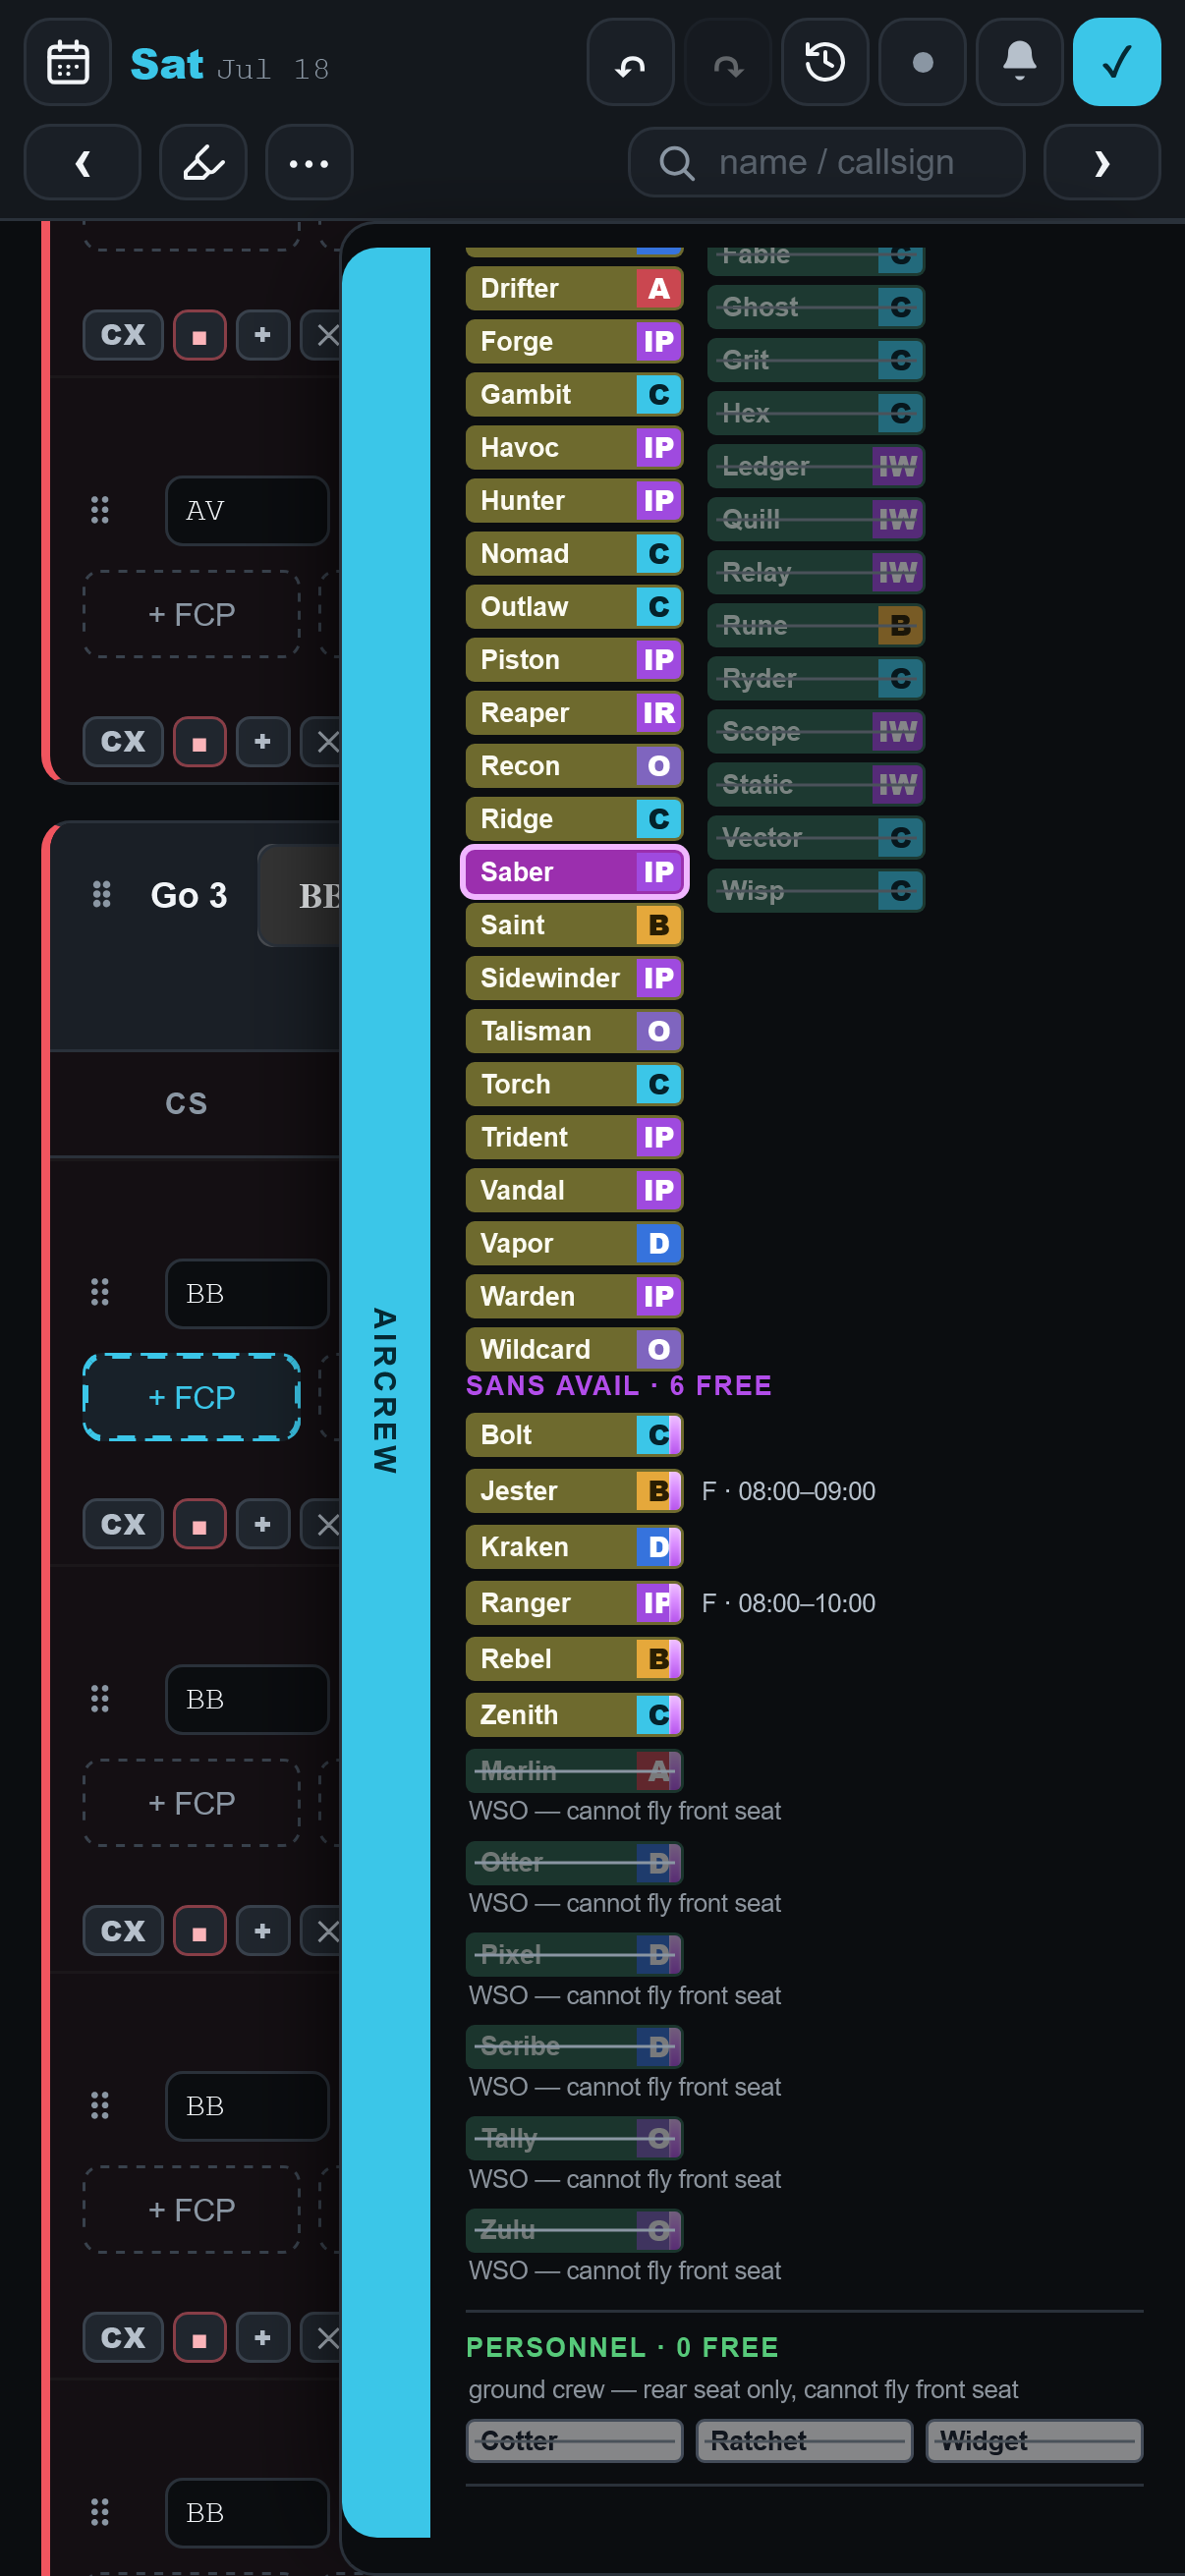 Sat Jul 18
name / callsign
CX
AV
+ FCP
CX
Go 3
CS
BB
+ FCP
CX
BB
+ FCP
CX
BB
+ FCP
CX
BB
AIRCREW
Drifter A
Forge IP
Gambit C
Havoc IP
Hunter IP
Nomad C
Outlaw C
Piston IP
Reaper IR
Recon O
Ridge C
Saber IP
Saint B
Sidewinder IP
Talisman O
Torch C
Trident IP
Vandal IP
Vapor D
Warden IP
Wildcard O
Fable C
Ghost C
Grit C
Hex C
Ledger IW
Quill IW
Relay IW
Rune B
Ryder C
Scope IW
Static IW
Vector C
Wisp C
SANS AVAIL · 6 FREE
Bolt C
Jester B F · 08:00–09:00
Kraken D
Ranger IP F · 08:00–10:00
Rebel B
Zenith C
Marlin A
WSO — cannot fly front seat
Otter D
WSO — cannot fly front seat
Pixel D
WSO — cannot fly front seat
Scribe D
WSO — cannot fly front seat
Tally O
WSO — cannot fly front seat
Zulu O
WSO — cannot fly front seat
PERSONNEL · 0 FREE
ground crew — rear seat only, cannot fly front seat
Cotter Ratchet Widget